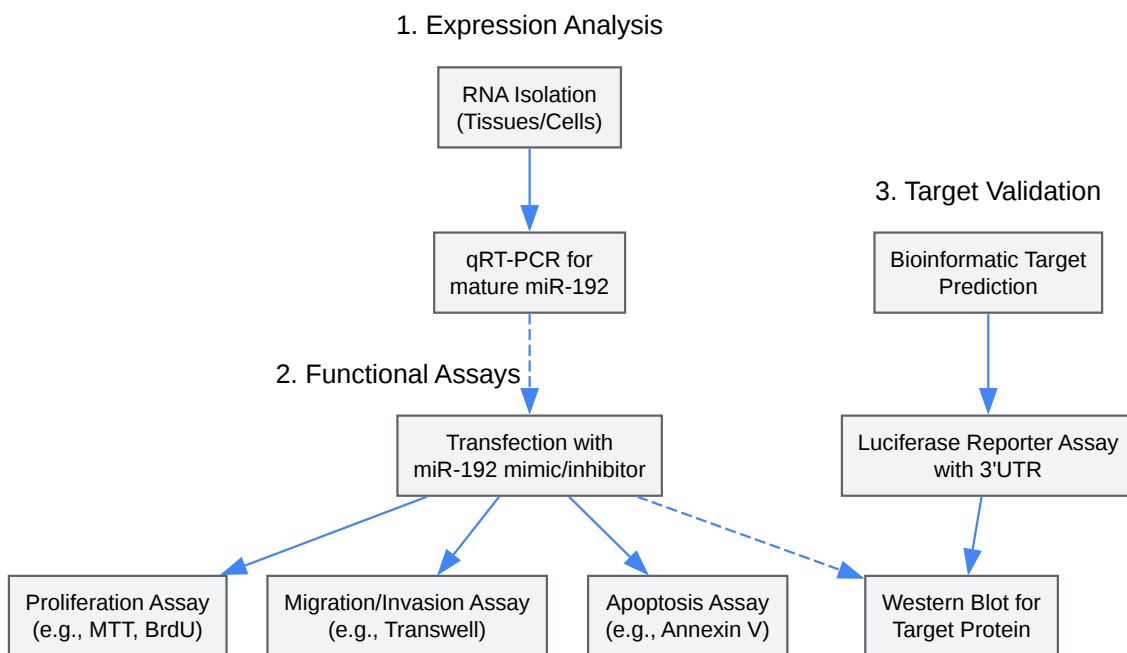 1. Expression Analysis
RNA Isolation
(Tissues/Cells)
qRT-PCR for
mature miR-192
2. Functional Assays
Transfection with
miR-192 mimic/inhibitor
Proliferation Assay
(e.g., MTT, BrdU)
Migration/Invasion Assay
(e.g., Transwell)
Apoptosis Assay
(e.g., Annexin V)
3. Target Validation
Bioinformatic Target
Prediction
Luciferase Reporter Assay
with 3'UTR
Western Blot for
Target Protein